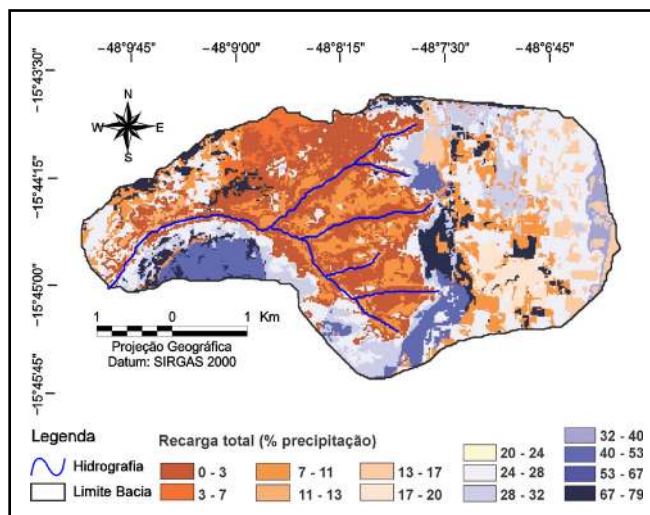 -48°9'45" -48°9'00" -48°8'15" -48°7'30" -48°6'45"
-15°43'30"
N
W E
S
-15°44'15"
-15°45'00"
1 0 1 Km
Projeção Geográfica
Datum: SIRGAS 2000
-15°45'45"
Legenda
Hidrografia
Limite Bacia
Recarga total (% precipitação)
0 - 3
3 - 7
7 - 11
11 - 13
13 - 17
17 - 20
20 - 24
24 - 28
28 - 32
32 - 40
40 - 53
53 - 67
67 - 79